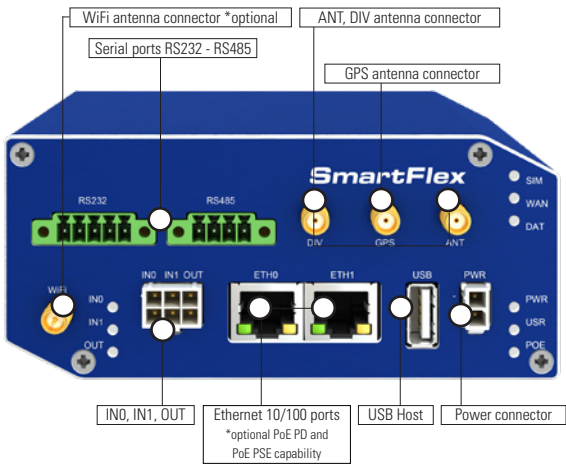 WiFi antenna connector *optional
ANT, DIV antenna connector
Serial ports RS232 - RS485
GPS antenna connector
SmartFlex
SIM
WAN
DAT
RS232
RS485
DIV
GPS
ANT
WiFi
IN0
IN1
OUT
IN0 IN1 OUT
ETH0
ETH1
USB
PWR
-
PWR
USR
POE
IN0, IN1, OUT
Ethernet 10/100 ports
*optional PoE PD and
PoE PSE capability
USB Host
Power connector